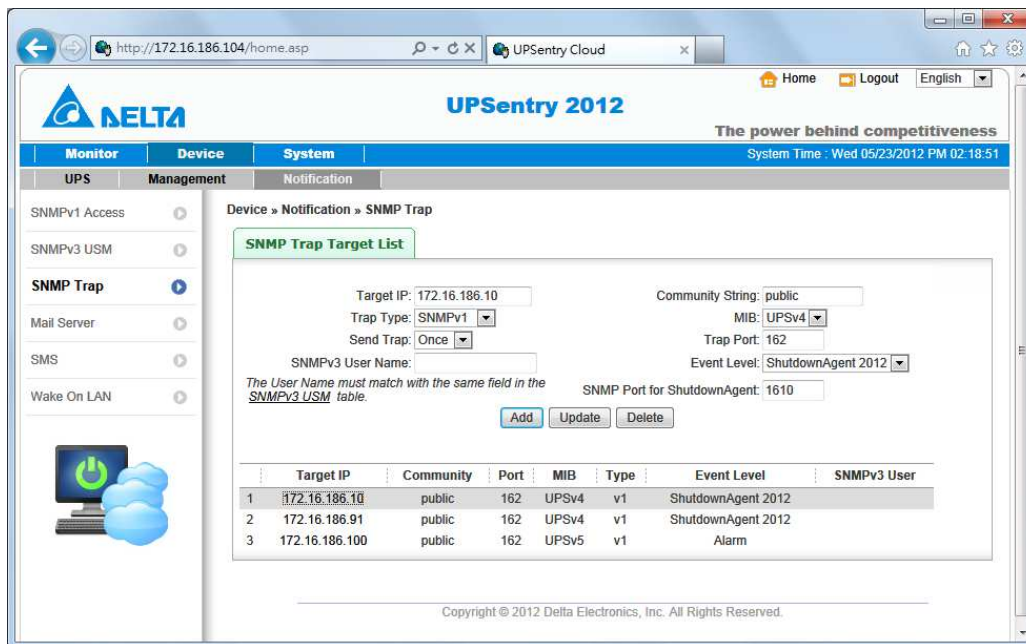 http://172.16.186.104/home.asp
UPSentry Cloud
Home
Logout
English
DELTA
UPSentry 2012
The power behind competitiveness
Monitor
Device
System
System Time : Wed 05/23/2012 PM 02:18:51
UPS
Management
Notification
SNMPv1 Access
SNMPv3 USM
SNMP Trap
Mail Server
SMS
Wake On LAN
Device » Notification » SNMP Trap
SNMP Trap Target List
Target IP: 172.16.186.10
Community String: public
Trap Type: SNMPv1
MIB: UPSv4
Send Trap: Once
Trap Port: 162
SNMPv3 User Name:
Event Level: ShutdownAgent 2012
The User Name must match with the same field in the
SNMPv3 USM table.
SNMP Port for ShutdownAgent: 1610
Add Update Delete
Target IP Community Port MIB Type Event Level SNMPv3 User
1 172.16.186.10 public 162 UPSv4 v1 ShutdownAgent 2012
2 172.16.186.91 public 162 UPSv4 v1 ShutdownAgent 2012
3 172.16.186.100 public 162 UPSv5 v1 Alarm
Copyright © 2012 Delta Electronics, Inc. All Rights Reserved.